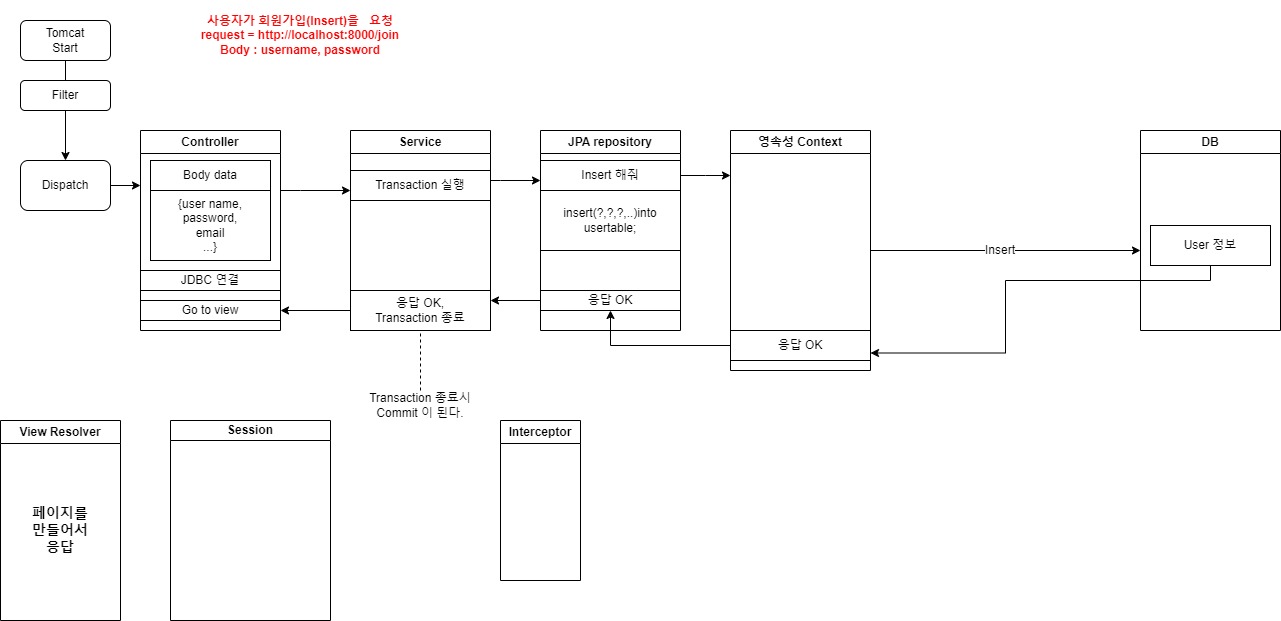 사용자가 회원가입(Insert)을 요청
request = http://localhost:8000/join
Body : username, password
Tomcat
Start
Filter
Dispatch
Controller
Body data
{user name,
password,
email
...}
JDBC 연결
Go to view
Service
Transaction 실행
응답 OK,
Transaction 종료
Transaction 종료시
Commit 이 된다.
JPA repository
Insert 해줘
insert(?,?,?,..)into
usertable;
응답 OK
영속성 Context
응답 OK
Insert
DB
User 정보
View Resolver
페이지를
만들어서
응답
Session
Interceptor